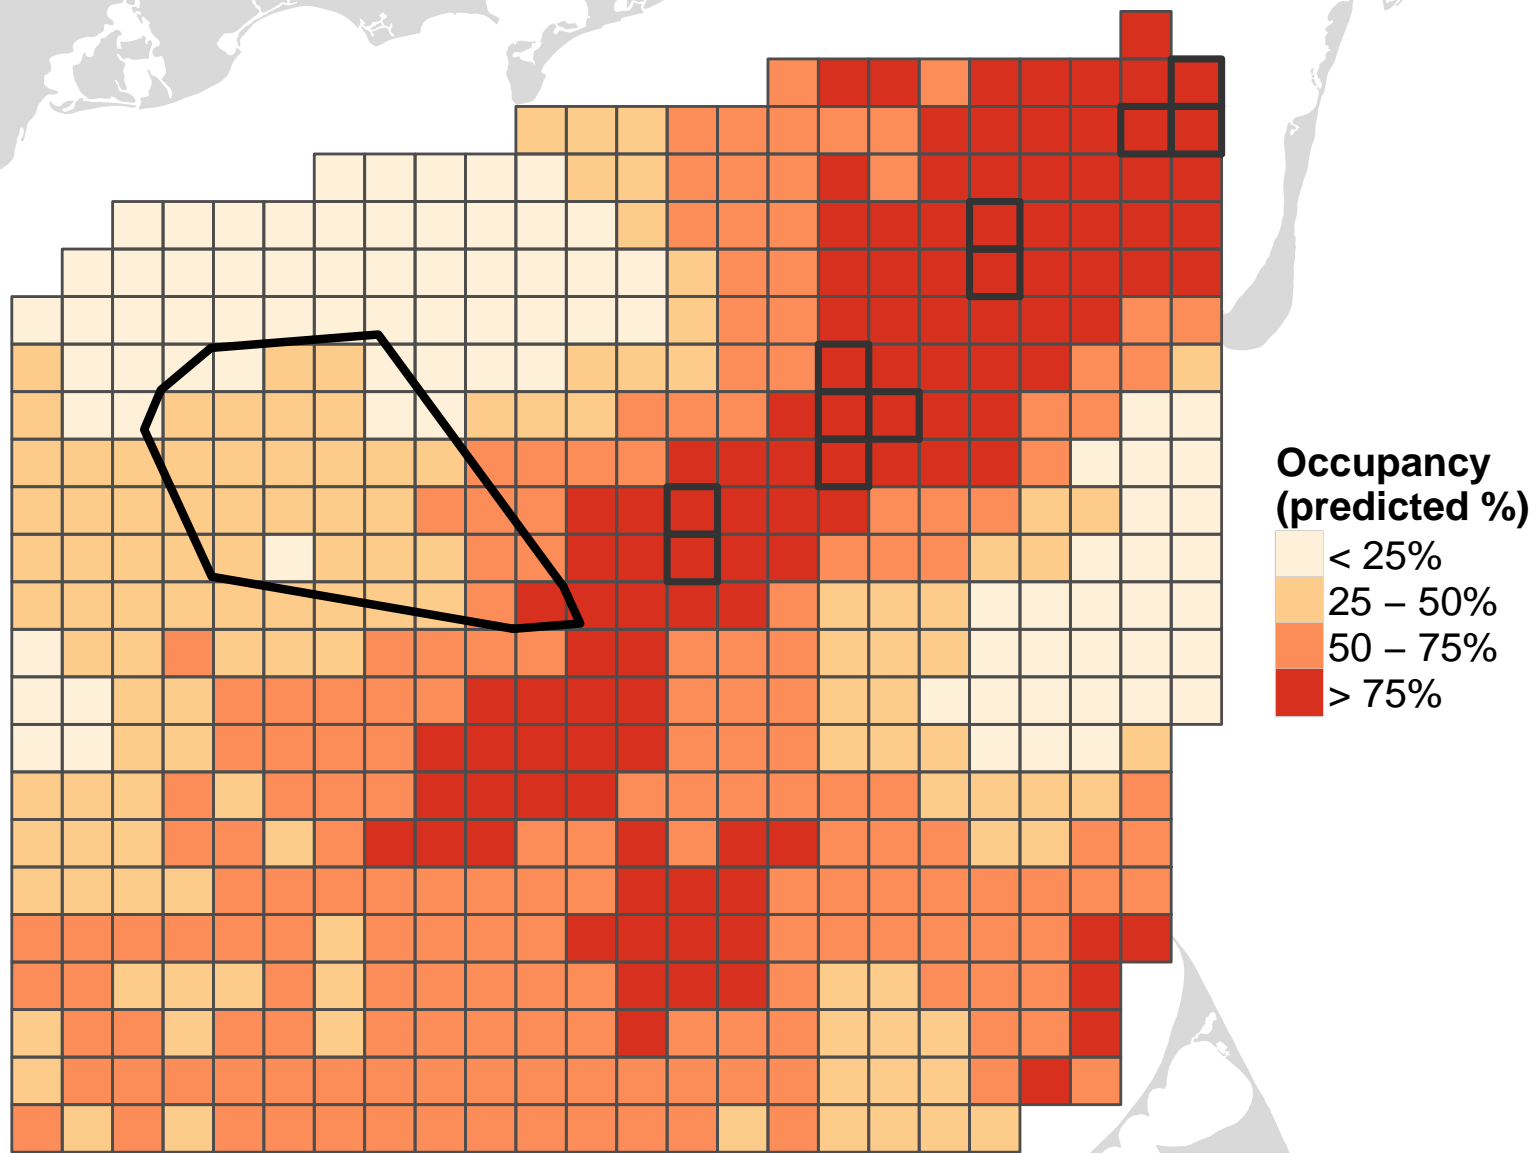 Occupancy
(predicted %)
< 25%
25 – 50%
50 – 75%
> 75%